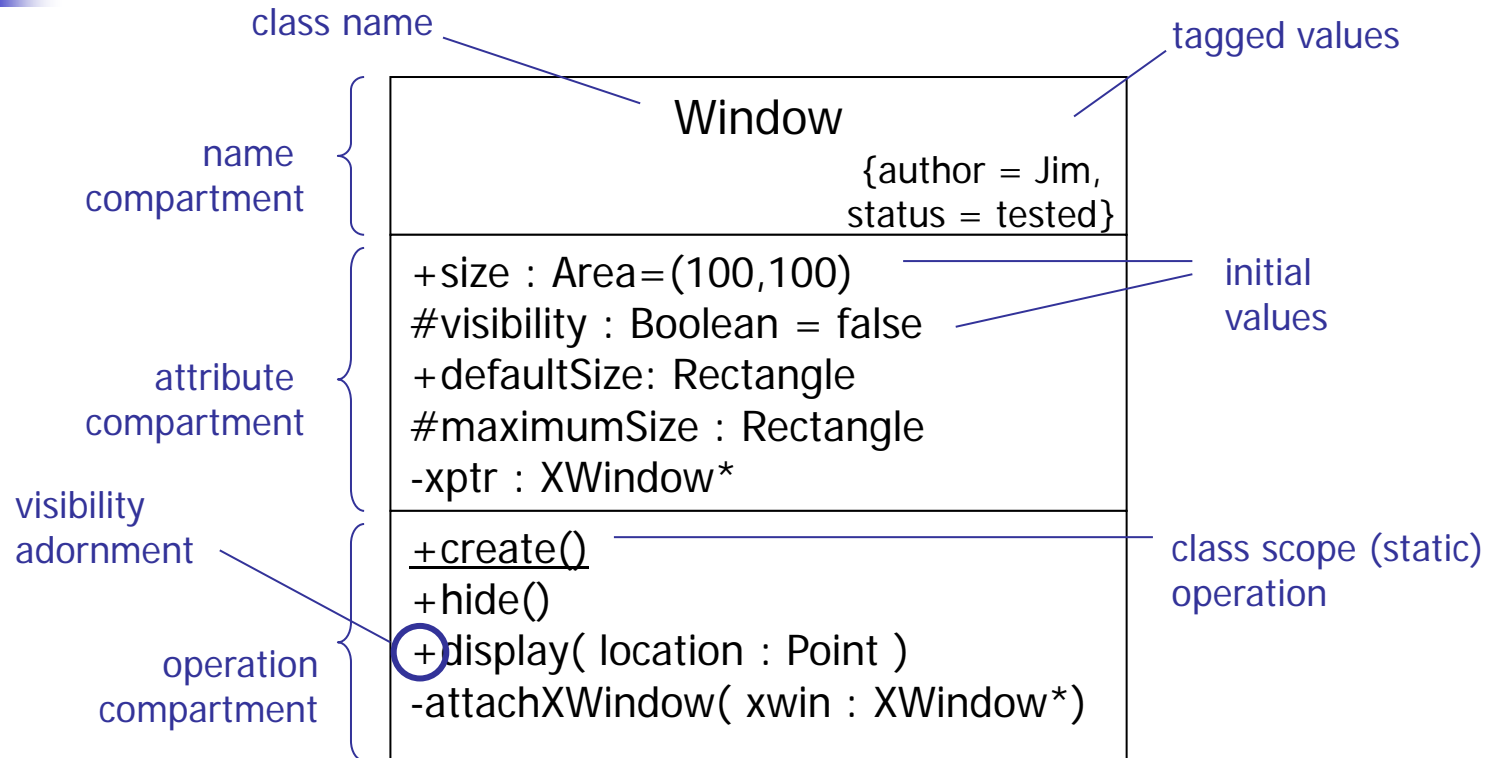 class name
tagged values
Window
{author = Jim,
status = tested}
name
compartment
+size : Area=(100,100)
#visibility : Boolean = false
+defaultSize: Rectangle
#maximumSize : Rectangle
-xptr : XWindow*
initial
values
attribute
compartment
visibility
adornment
+create()
+hide()
+display( location : Point )
-attachXWindow( xwin : XWindow*)
class scope (static)
operation
operation
compartment